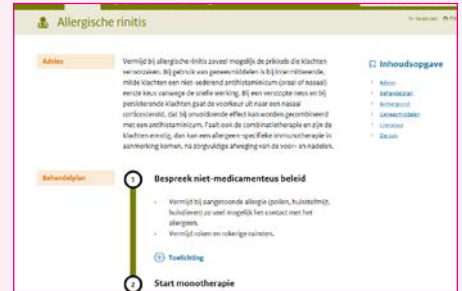 Allergische rinitis
Advies
Vermijd bij allergische rinitis zoveel mogelijk de prikkels die klachten
veroorzaken. Bij gebruik van geneesmiddelen is bij intermitterende,
milde klachten een niet-sederend antihistaminicum (oraal of nasaal)
eerste keus vanwege de snelle werking. Bij een verstopte neus en bij
persisterende klachten gaat de voorkeur uit naar een nasaal
corticosteroïd, dat bij onvoldoende effect kan worden gecombineerd
met een antihistaminicum. Faalt ook de combinatietherapie en zijn de
klachten ernstig, dan kan een allergeen-specifieke immunotherapie in
aanmerking komen, na zorgvuldige afweging van de voor- en nadelen.
Inhoudsopgave
Advies
Behandelplan
Achtergrond
Geneesmiddelen
Literatuur
Zie ook
Behandelplan
1 Bespreek niet-medicamenteus beleid
Vermijd bij aangetoonde allergie (pollen, huisstofmijt,
huisdieren) zo veel mogelijk het contact met het
allergeen.
Vermijd roken en rokerige ruimten.
Toelichting
2 Start monotherapie